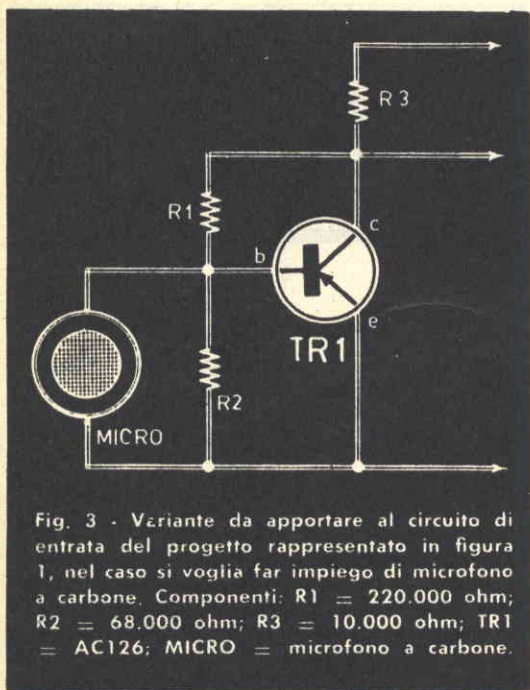 R3
R1
c
b
e
TR1
R2
MICRO
Fig. 3 - Variante da apportare al circuito di
entrata del progetto rappresentato in figura
1, nel caso si voglia far impiego di microfono
a carbone. Componenti: R1 = 220.000 ohm;
R2 = 68.000 ohm; R3 = 10.000 ohm; TR1
= AC126; MICRO = microfono a carbone.